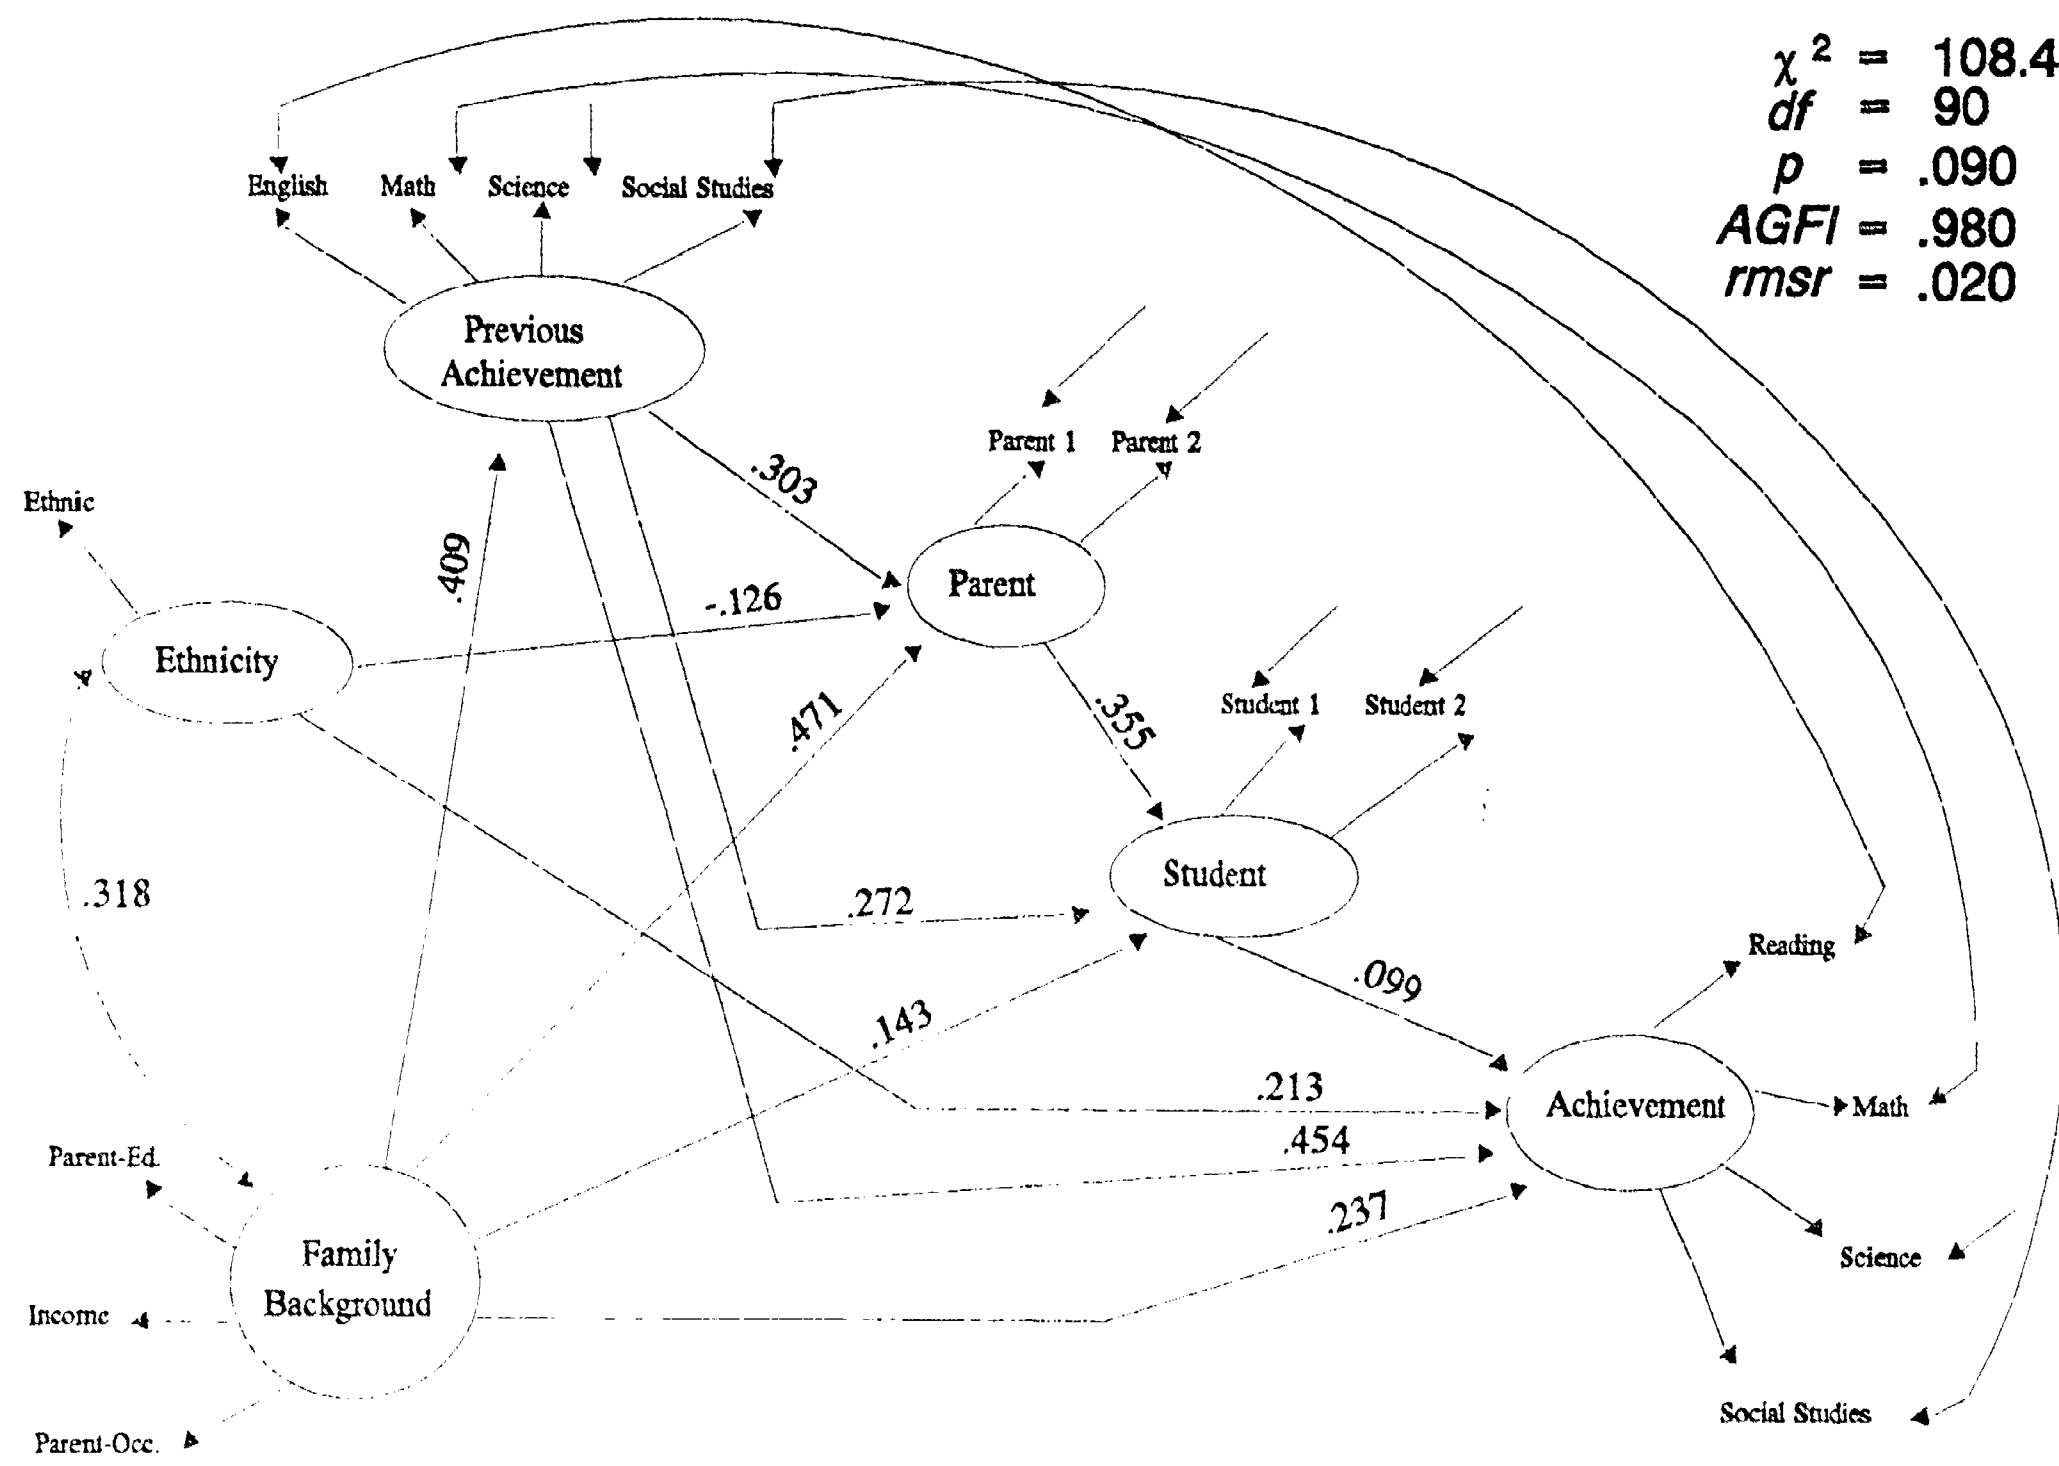 χ² = 108.4
df = 90
p = .090
AGFI = .980
rmsr = .020
English Math Science Social Studies
Previous
Achievement
Parent 1 Parent 2
.303
Ethnic
.409
Parent
-.126
Ethnicity
.471
.355
Student 1 Student 2
.318
Student
.272
Reading
.099
.143
.213
Achievement
Math
.454
Parent-Ed.
.237
Family
Background
Science
Income
Social Studies
Parent-Occ.